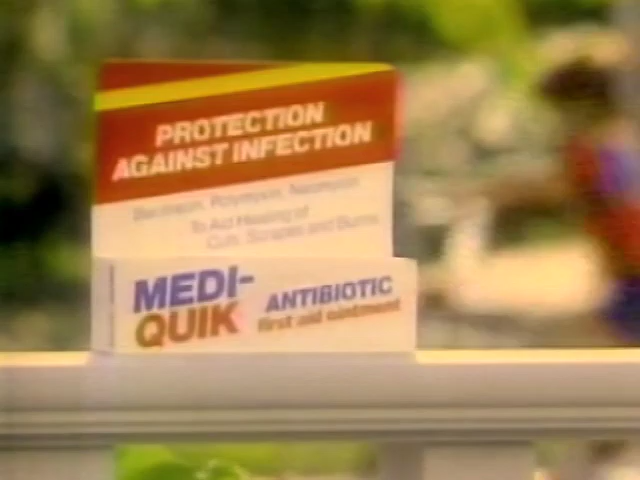 PROTECTION
AGAINST INFECTION
Bacitracin, Polymyxin, Neomycin
To Aid Healing of
Cuts, Scrapes and Burns
MEDI-
QUIK
ANTIBIOTIC
first aid ointment